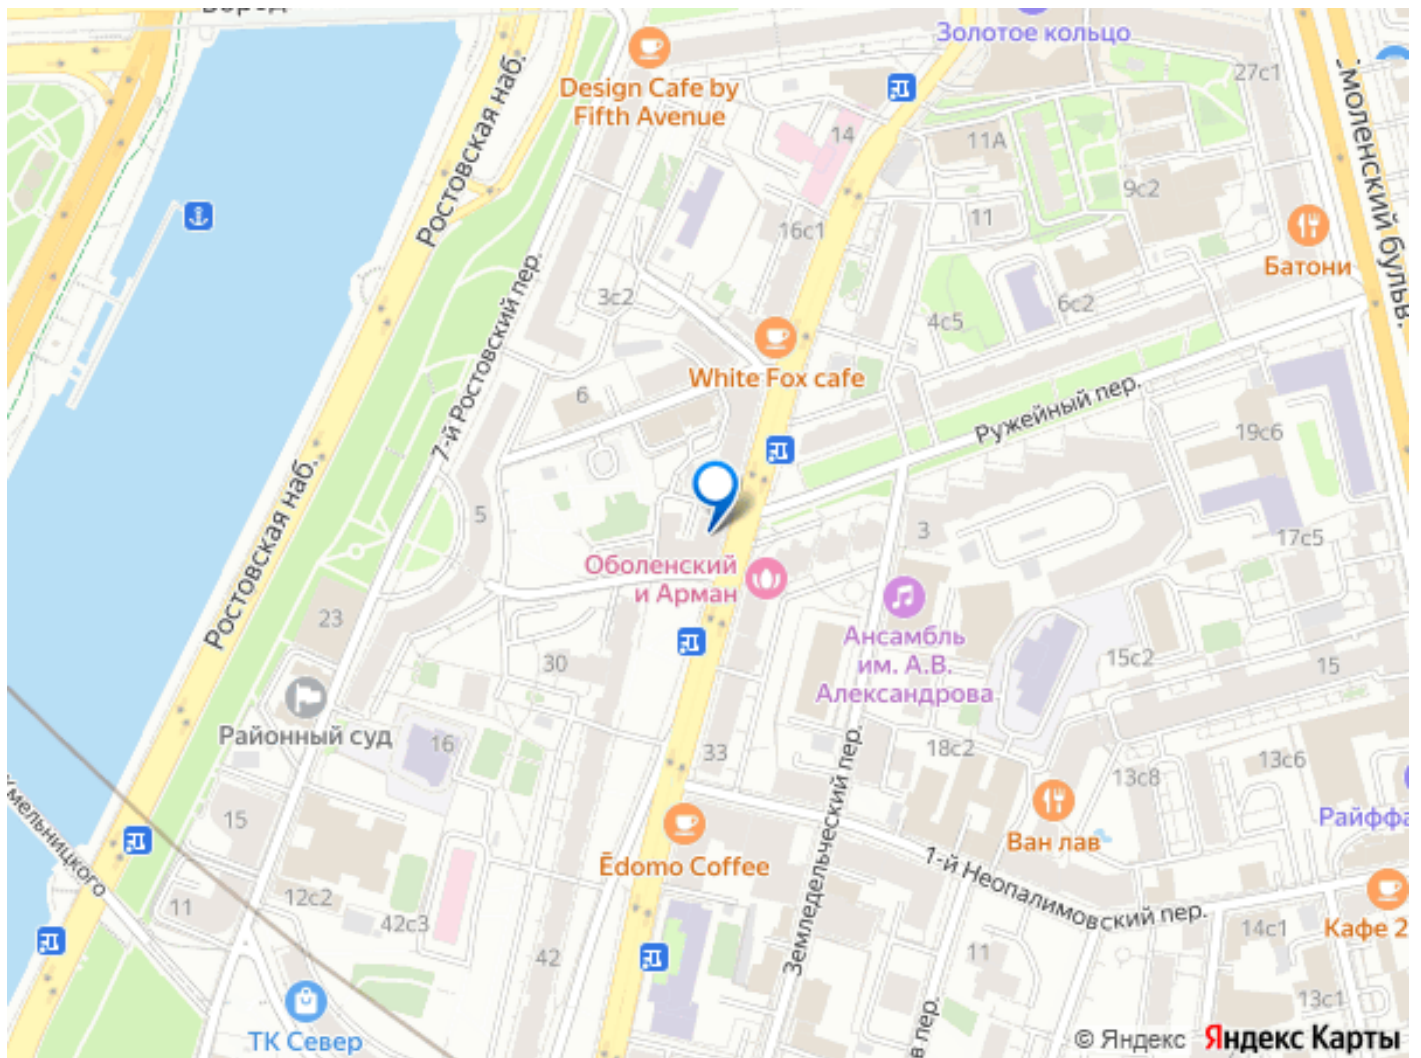 Золотое кольцо
27с1
Design Cafe by
Fifth Avenue
14
11А
Ростовская наб.
9с2
11
16с1
Батони
3с2
6с2
4с5
White Fox cafe
7-й Ростовский пер.
6
Ружейный пер.
19с6
5
3
17с5
Ростовская наб.
Оболенский
и Арман
23
Ансамбль
им. А.В.
Александрова
30
15с2
15
Районный суд
16
33
18с2
13с6
13с8
15
Ван лав
Ēdomo Coffee
Земледельческий пер.
1-й Неопалимовский пер.
12с2
11
42с3
14с1
Кафе 2
42
11
13с1
ТК Север
© Яндекс Яндекс Карты